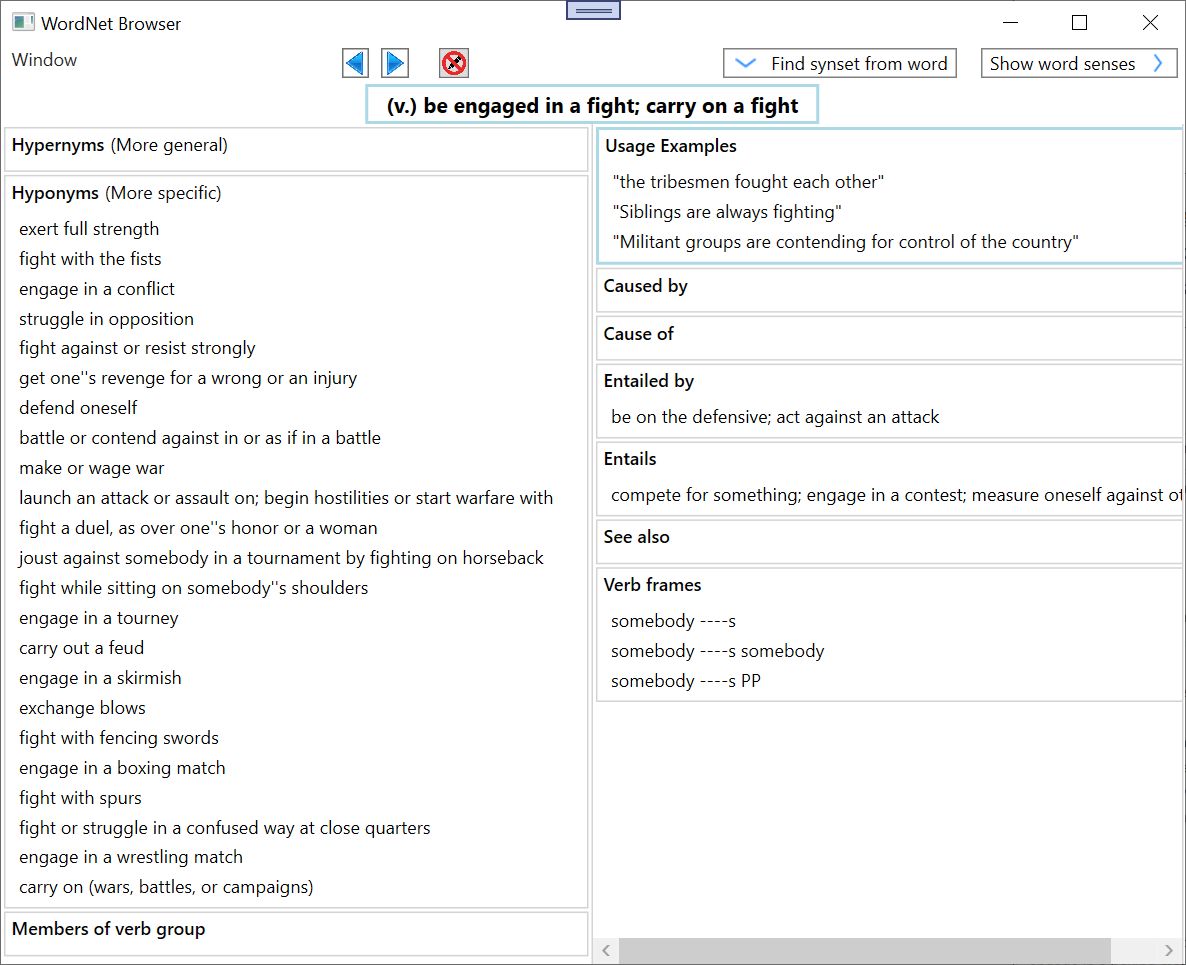 WordNet Browser
Window
Find synset from word
Show word senses
(v.) be engaged in a fight; carry on a fight
Hypernyms (More general)
Hyponyms (More specific)
exert full strength
fight with the fists
engage in a conflict
struggle in opposition
fight against or resist strongly
get one''s revenge for a wrong or an injury
defend oneself
battle or contend against in or as if in a battle
make or wage war
launch an attack or assault on; begin hostilities or start warfare with
fight a duel, as over one''s honor or a woman
joust against somebody in a tournament by fighting on horseback
fight while sitting on somebody''s shoulders
engage in a tourney
carry out a feud
engage in a skirmish
exchange blows
fight with fencing swords
engage in a boxing match
fight with spurs
fight or struggle in a confused way at close quarters
engage in a wrestling match
carry on (wars, battles, or campaigns)
Members of verb group
Usage Examples
"the tribesmen fought each other"
"Siblings are always fighting"
"Militant groups are contending for control of the country"
Caused by
Cause of
Entailed by
be on the defensive; act against an attack
Entails
compete for something; engage in a contest; measure oneself against
See also
Verb frames
somebody ----s
somebody ----s somebody
somebody ----s PP